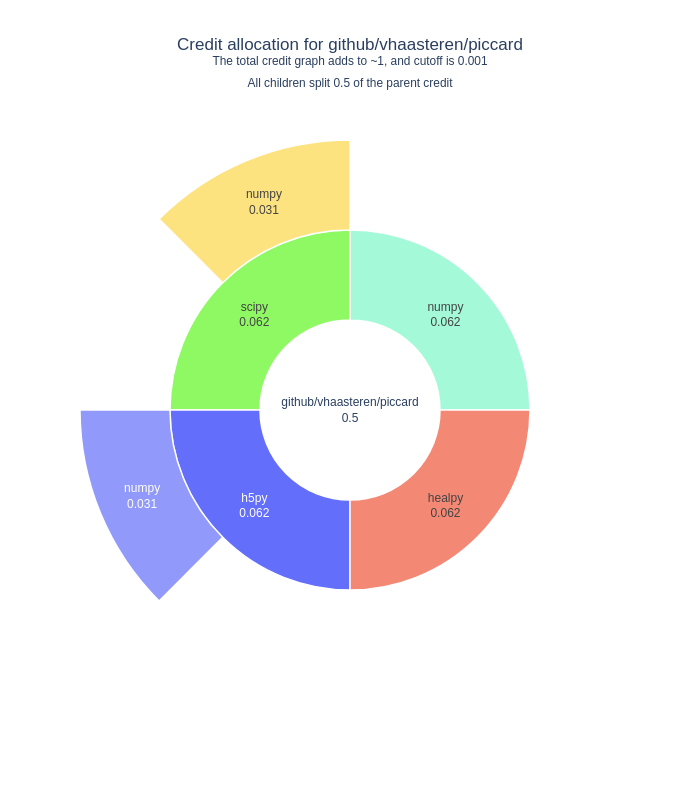 Credit allocation for github/vhaasteren/piccard
The total credit graph adds to ~1, and cutoff is 0.001
All children split 0.5 of the parent credit
numpy
0.031
scipy
0.062
numpy
0.062
github/vhaasteren/piccard
0.5
numpy
0.031
h5py
0.062
healpy
0.062